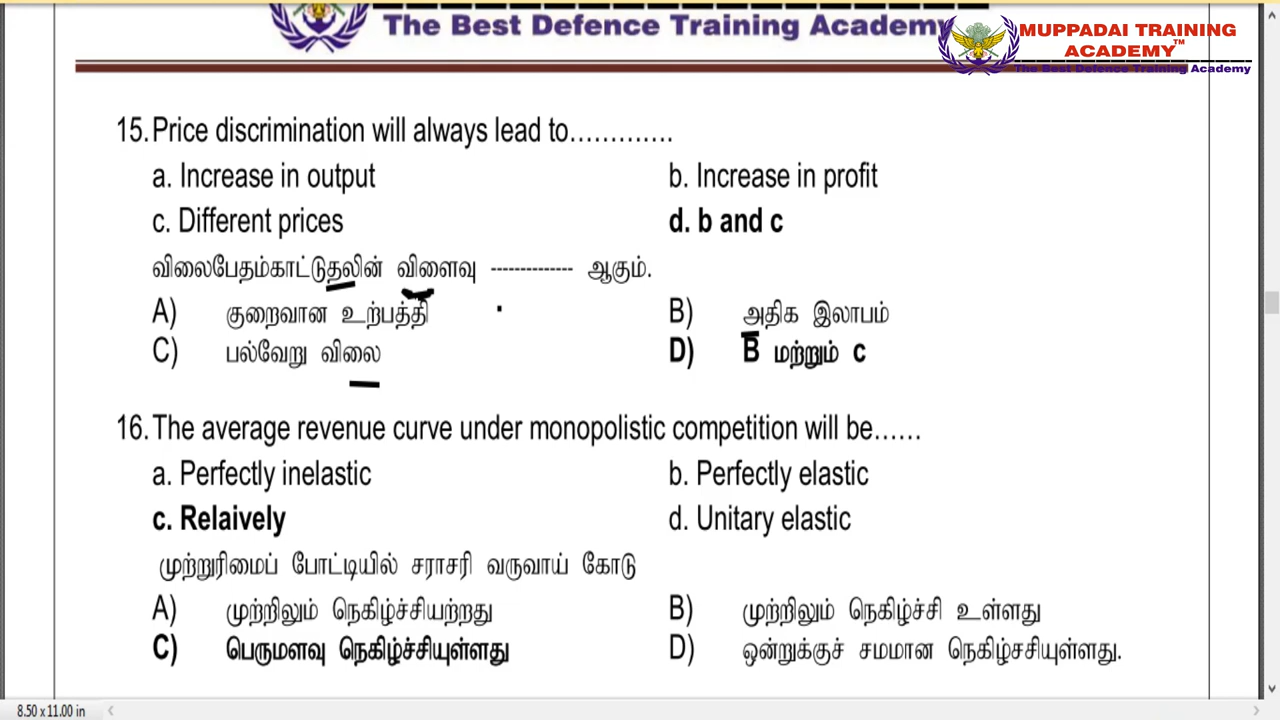 The Best Defence Training Academy
MUPPADAI TRAINING
ACADEMY™
The Best Defence Training Academy
15. Price discrimination will always lead to………….
a. Increase in output b. Increase in profit
c. Different prices d. b and c
விலைபேதம்காட்டுதலின் விளைவு -------------- ஆகும்.
A) குறைவான உற்பத்தி B) அதிக இலாபம்
C) பல்வேறு விலை D) B மற்றும் c
16. The average revenue curve under monopolistic competition will be……
a. Perfectly inelastic b. Perfectly elastic
c. Relaively d. Unitary elastic
முற்றுரிமைப் போட்டியில் சராசரி வருவாய் கோடு
A) முற்றிலும் நெகிழ்ச்சியற்றது B) முற்றிலும் நெகிழ்ச்சி உள்ளது
C) பெருமளவு நெகிழ்ச்சியுள்ளது D) ஒன்றுக்குச் சமமான நெகிழ்சசியுள்ளது.
8.50 x 11.00 in